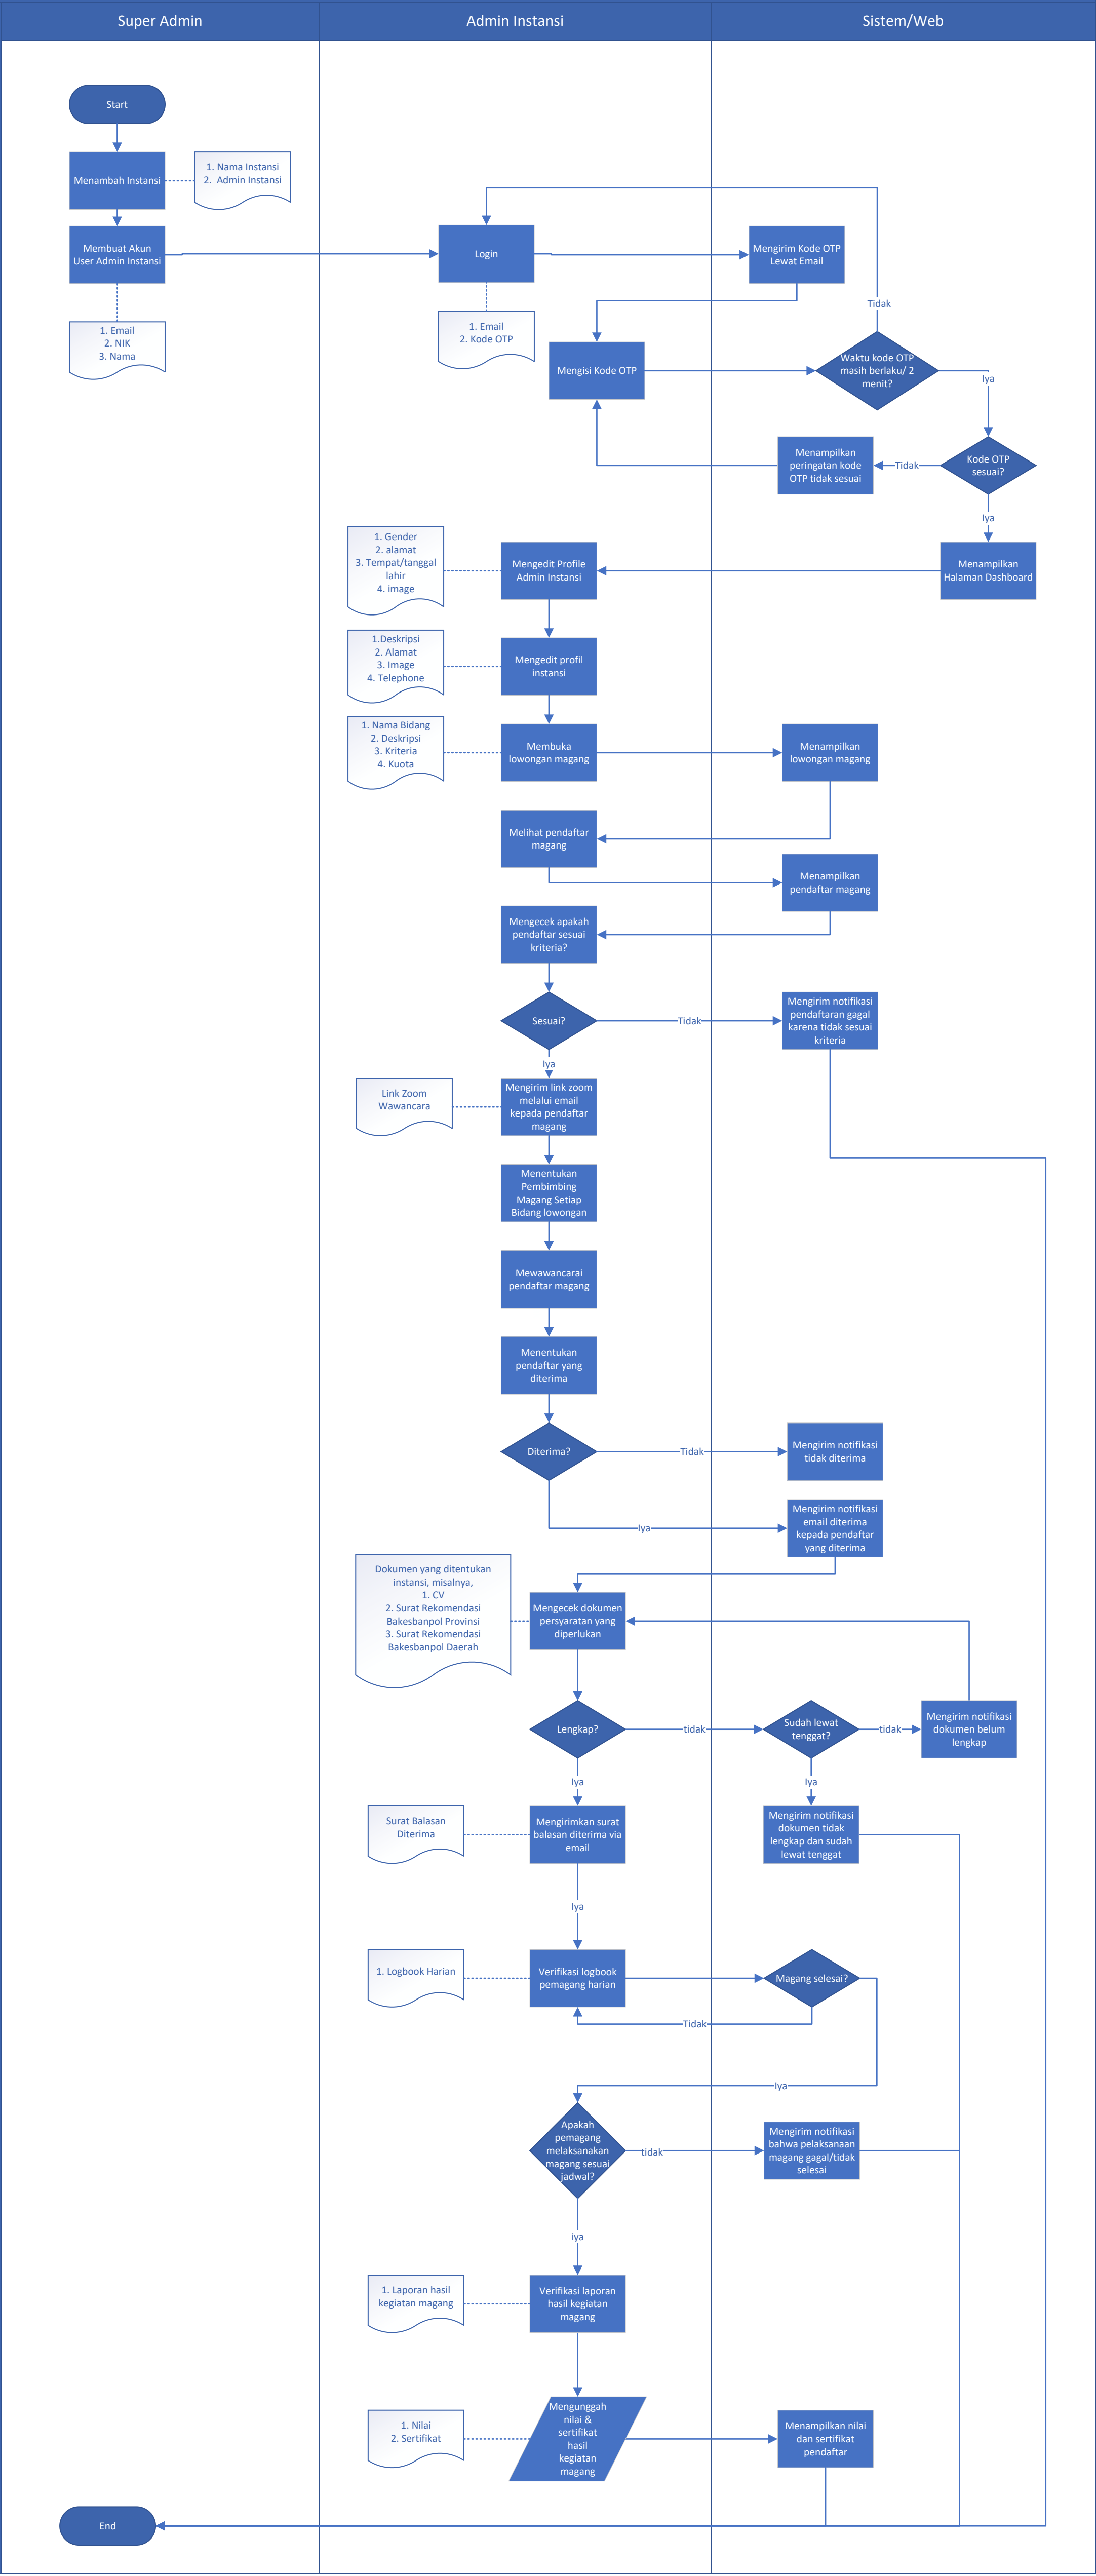 Super Admin
Admin Instansi
Sistem/Web
Start
Menambah Instansi
1. Nama Instansi
2.  Admin Instansi
Membuat Akun
User Admin Instansi
1. Email
2. NIK
3. Nama
Login
1. Email
2. Kode OTP
Mengirim Kode OTP
Lewat Email
Tidak
Mengisi Kode OTP
Waktu kode OTP
masih berlaku/ 2
menit?
Iya
Kode OTP
sesuai?
Tidak
Menampilkan
peringatan kode
OTP tidak sesuai
Iya
Menampilkan
Halaman Dashboard
1. Gender
2. alamat
3. Tempat/tanggal
lahir
4. image
Mengedit Profile
Admin Instansi
1.Deskripsi
2. Alamat
3. Image
4. Telephone
Mengedit profil
instansi
1. Nama Bidang
2. Deskripsi
3. Kriteria
4. Kuota
Membuka
lowongan magang
Menampilkan
lowongan magang
Melihat pendaftar
magang
Menampilkan
pendaftar magang
Mengecek apakah
pendaftar sesuai
kriteria?
Sesuai?
Tidak
Mengirim notifikasi
pendaftaran gagal
karena tidak sesuai
kriteria
Iya
Link Zoom
Wawancara
Mengirim link zoom
melalui email
kepada pendaftar
magang
Menentukan
Pembimbing
Magang Setiap
Bidang lowongan
Mewawancarai
pendaftar magang
Menentukan
pendaftar yang
diterima
Diterima?
Tidak
Mengirim notifikasi
tidak diterima
Iya
Mengirim notifikasi
email diterima
kepada pendaftar
yang diterima
Dokumen yang ditentukan
instansi, misalnya,
1. CV
2. Surat Rekomendasi
Bakesbanpol Provinsi
3. Surat Rekomendasi
Bakesbanpol Daerah
Mengecek dokumen
persyaratan yang
diperlukan
Lengkap?
tidak
Sudah lewat
tenggat?
tidak
Mengirim notifikasi
dokumen belum
lengkap
Iya
Iya
Surat Balasan
Diterima
Mengirimkan surat
balasan diterima via
email
Mengirim notifikasi
dokumen tidak
lengkap dan sudah
lewat tenggat
Iya
1. Logbook Harian
Verifikasi logbook
pemagang harian
Magang selesai?
Tidak
Iya
Apakah
pemagang
melaksanakan
magang sesuai
jadwal?
tidak
Mengirim notifikasi
bahwa pelaksanaan
magang gagal/tidak
selesai
iya
1. Laporan hasil
kegiatan magang
Verifikasi laporan
hasil kegiatan
magang
1. Nilai
2. Sertifikat
Mengunggah
nilai &
sertifikat
hasil
kegiatan
magang
Menampilkan nilai
dan sertifikat
pendaftar
End